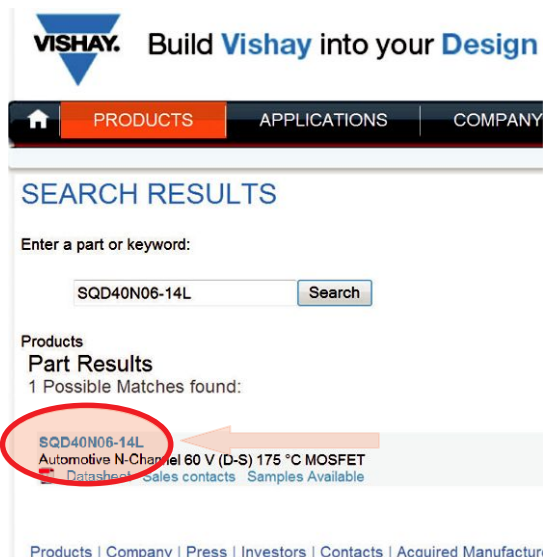 VISHAY. Build Vishay into your Design
PRODUCTS APPLICATIONS COMPANY
SEARCH RESULTS
Enter a part or keyword:
SQD40N06-14L Search
Products
Part Results
1 Possible Matches found:
SQD40N06-14L
Automotive N-Channel 60 V (D-S) 175 °C MOSFET
Datasheet Sales contacts Samples Available
Products | Company | Press | Investors | Contacts | Acquired Manufacture